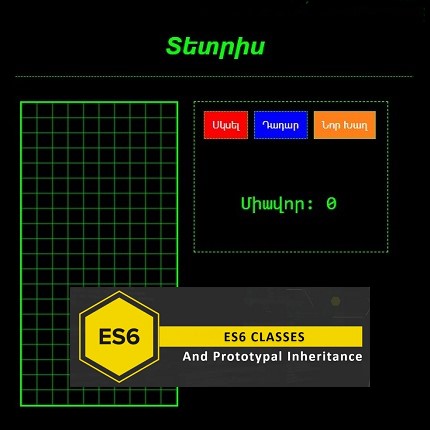 Տետրիս
Սկսել Դադար Նոր Խաղ
Միավոր: 0
ES6
ES6 CLASSES
And Prototypal Inheritance